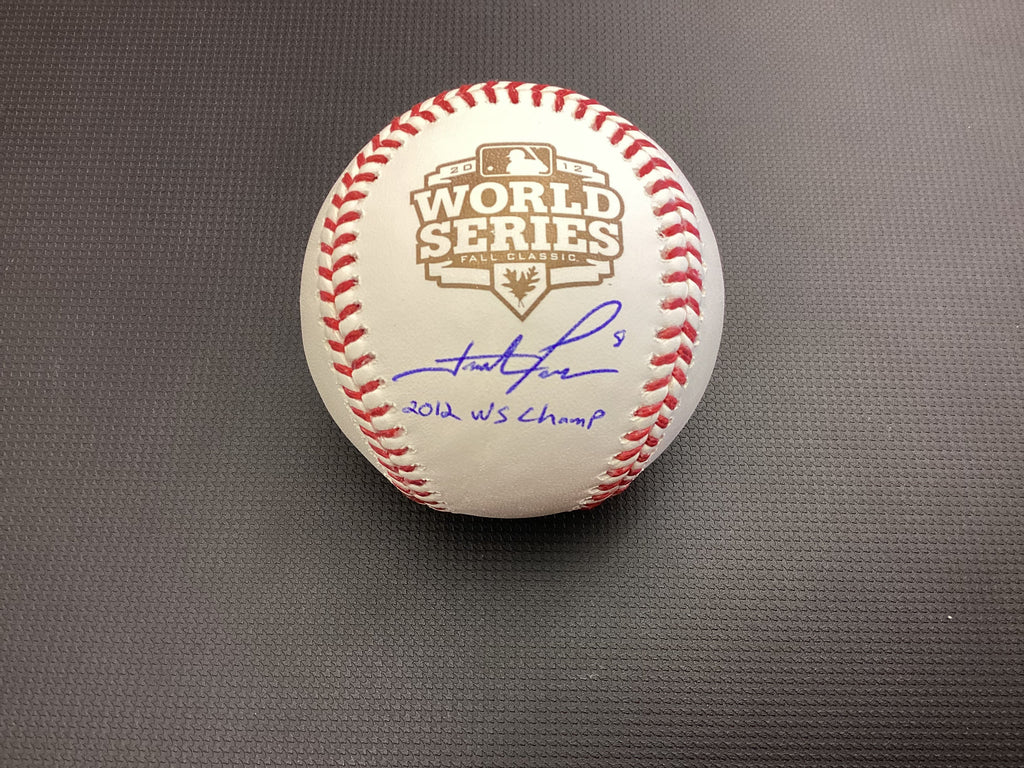 20 12
WORLD
SERIES
FALL CLASSIC
8
2012 WS Champ